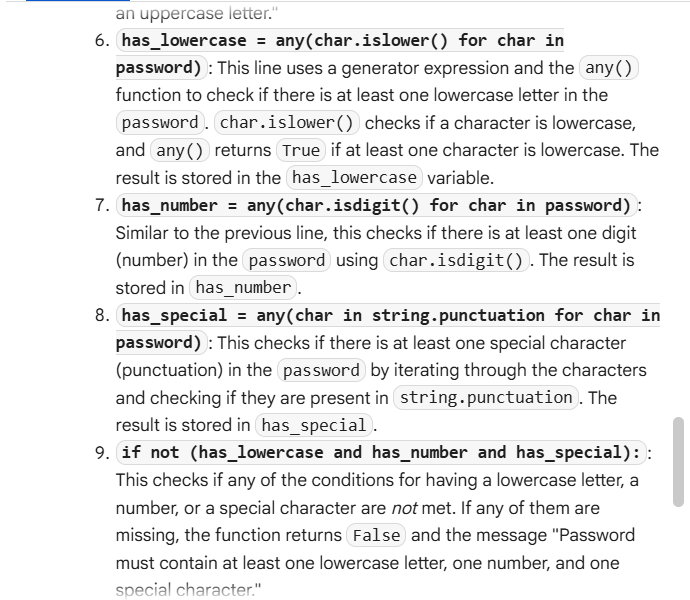 an uppercase letter."
6. has_lowercase = any(char.islower() for char in
password) : This line uses a generator expression and the any()
function to check if there is at least one lowercase letter in the
password . char.islower() checks if a character is lowercase,
and any() returns True if at least one character is lowercase. The
result is stored in the has_lowercase variable.
7. has_number = any(char.isdigit() for char in password) :
Similar to the previous line, this checks if there is at least one digit
(number) in the password using char.isdigit() . The result is
stored in has_number .
8. has_special = any(char in string.punctuation for char in
password) : This checks if there is at least one special character
(punctuation) in the password by iterating through the characters
and checking if they are present in string.punctuation . The
result is stored in has_special .
9. if not (has_lowercase and has_number and has_special): :
This checks if any of the conditions for having a lowercase letter, a
number, or a special character are not met. If any of them are
missing, the function returns False and the message "Password
must contain at least one lowercase letter, one number, and one
special character."